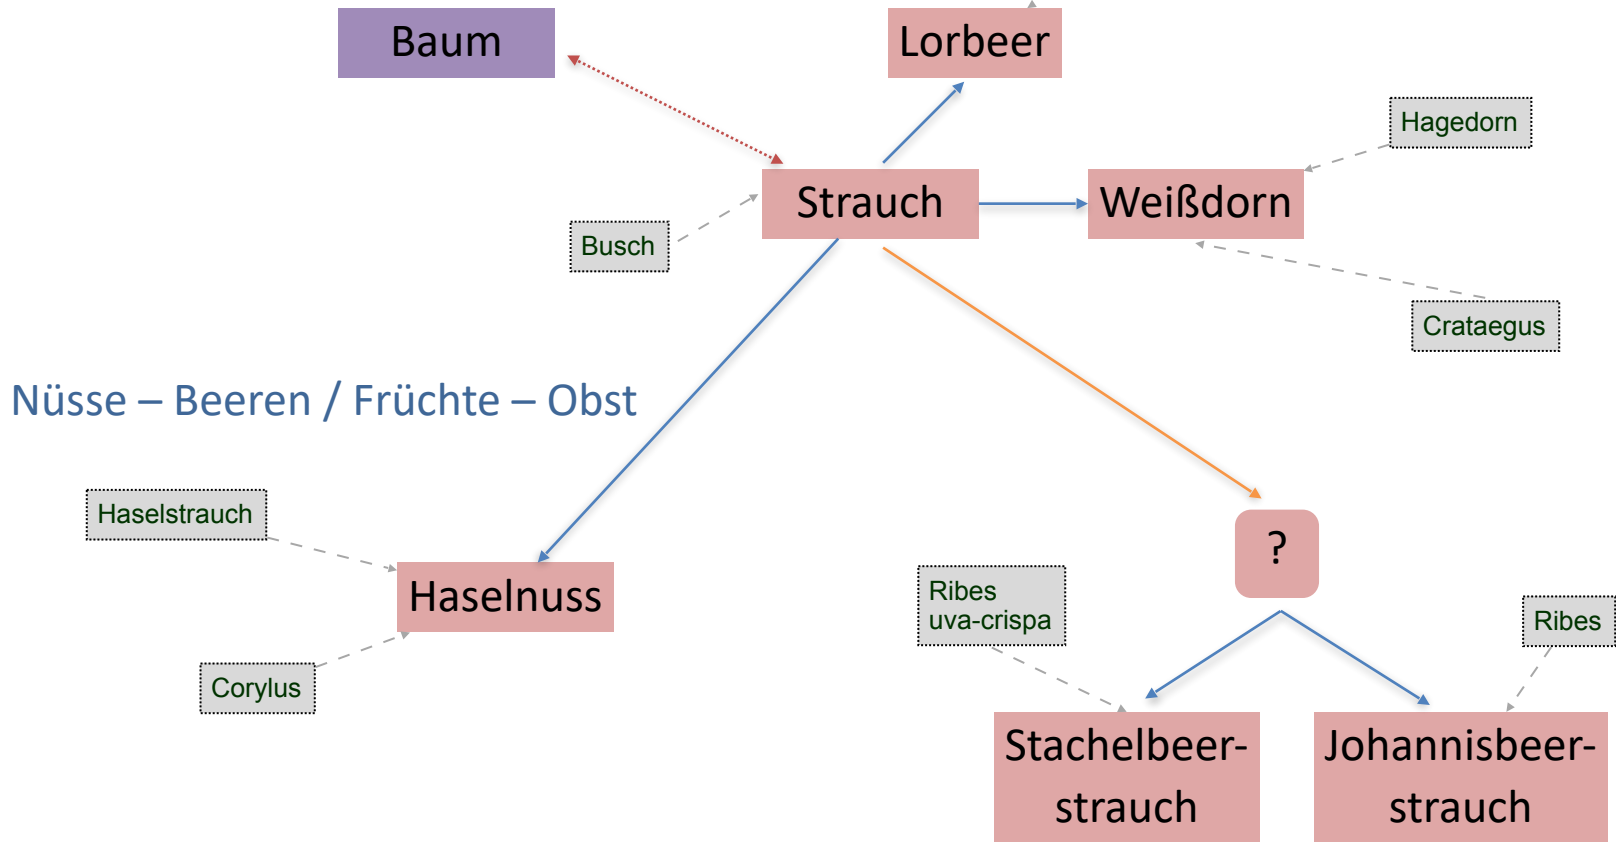 Baum
Lorbeer
Hagedorn
Strauch
Weißdorn
Busch
Crataegus
Nüsse – Beeren / Früchte – Obst
Haselstrauch
?
Haselnuss
Ribes
uva-crispa
Ribes
Corylus
Stachelbeer-
strauch
Johannisbeer-
strauch